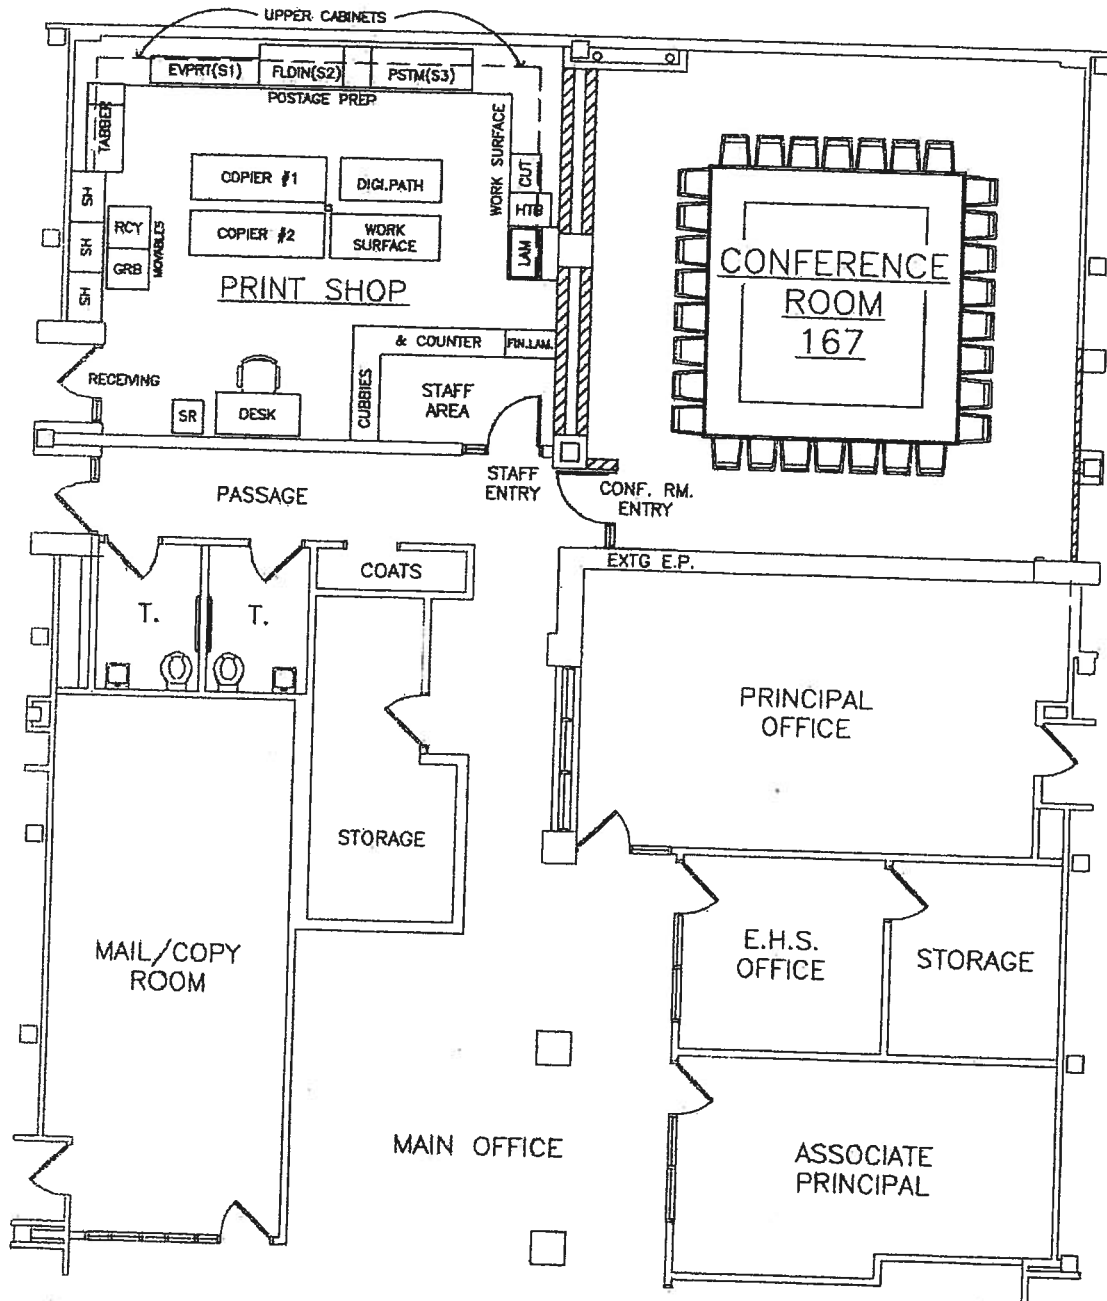 UPPER CABINETS
EVPRT(S1)
FLDIN(S2)
PSTM(S3)
POSTAGE PREP
TABBER
WORK SURFACE
COPIER #1
DIGI.PATH
CUT
SH
RCY
COPIER #2
WORK
SURFACE
HTB
SH
GRB
MOVABLES
LAM
SH
PRINT SHOP
CONFERENCE
ROOM
167
& COUNTER
FIN.LAM.
CUBBIES
RECEIVING
STAFF
AREA
SR
DESK
PASSAGE
STAFF
ENTRY
CONF. RM.
ENTRY
EXTG E.P.
COATS
T.
T.
PRINCIPAL
OFFICE
STORAGE
MAIL/COPY
ROOM
E.H.S.
OFFICE
STORAGE
MAIN OFFICE
ASSOCIATE
PRINCIPAL